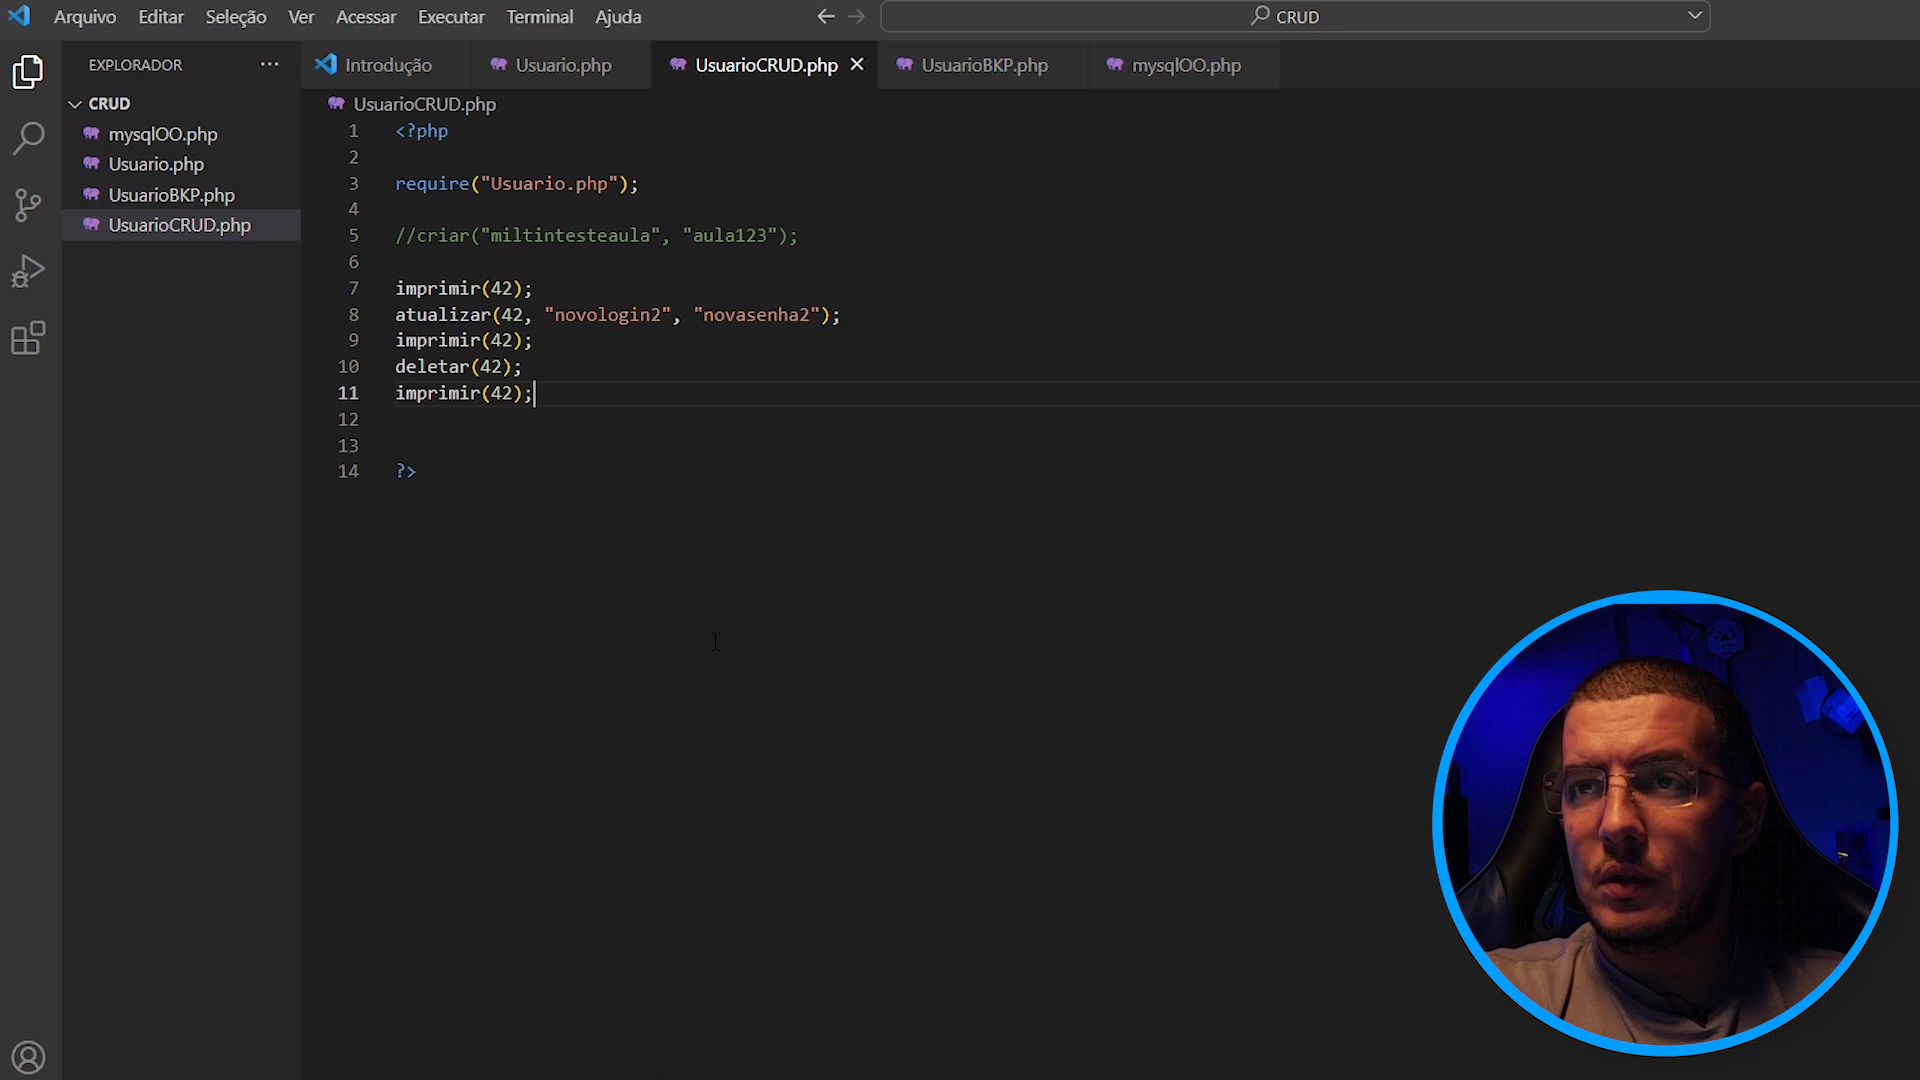 Arquivo Editar Seleção Ver Acessar Executar Terminal Ajuda CRUD
EXPLORADOR ···
Introdução Usuario.php UsuarioCRUD.php UsuarioBKP.php mysqlOO.php
CRUD
mysqlOO.php
Usuario.php
UsuarioBKP.php
UsuarioCRUD.php
UsuarioCRUD.php
1 <?php
2
3 require("Usuario.php");
4
5 //criar("miltintesteaula", "aula123");
6
7 imprimir(42);
8 atualizar(42, "novologin2", "novasenha2");
9 imprimir(42);
10 deletar(42);
11 imprimir(42);
12
13
14 ?>